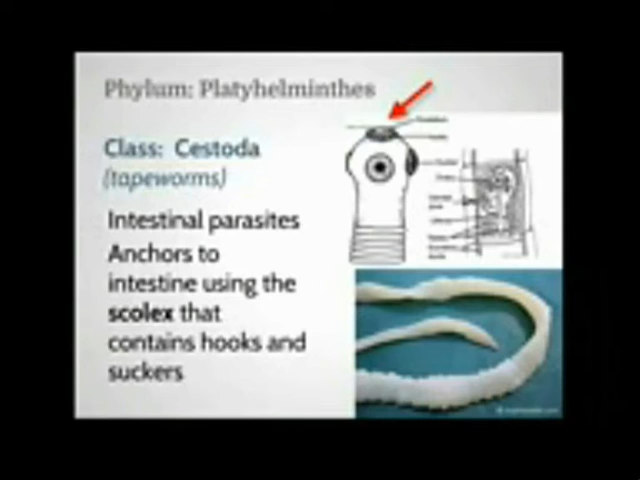 Phylum: Platyhelminthes
Class: Cestoda
(tapeworms)
Intestinal parasites
Anchors to
intestine using the
scolex that
contains hooks and
suckers